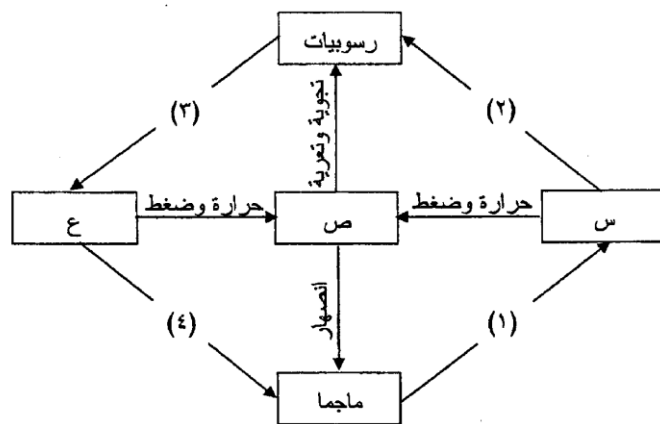 رسوبيات
(٣)
(٢)
تجوية وتعرية
س
حرارة وضغط
ص
حرارة وضغط
ع
انصهار
(٤)
(١)
ماجما